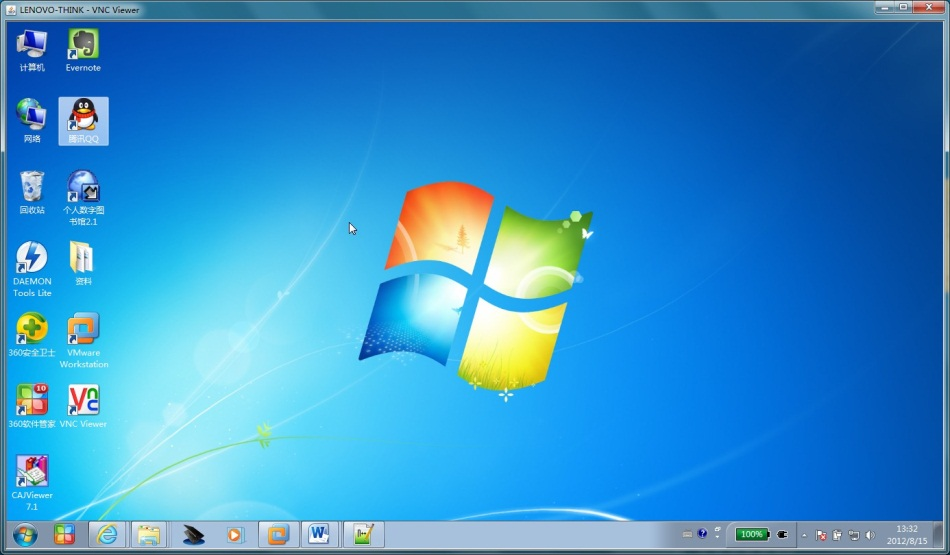 LENOVO-THINK - VNC Viewer
计算机
Evernote
网络
腾讯QQ
回收站
个人数字图
书馆2.1
DAEMON
Tools Lite
资料
360安全卫士
VMware
Workstation
10
360软件管家
VNC Viewer
CAJViewer
7.1
100%
13:32
2012/8/15